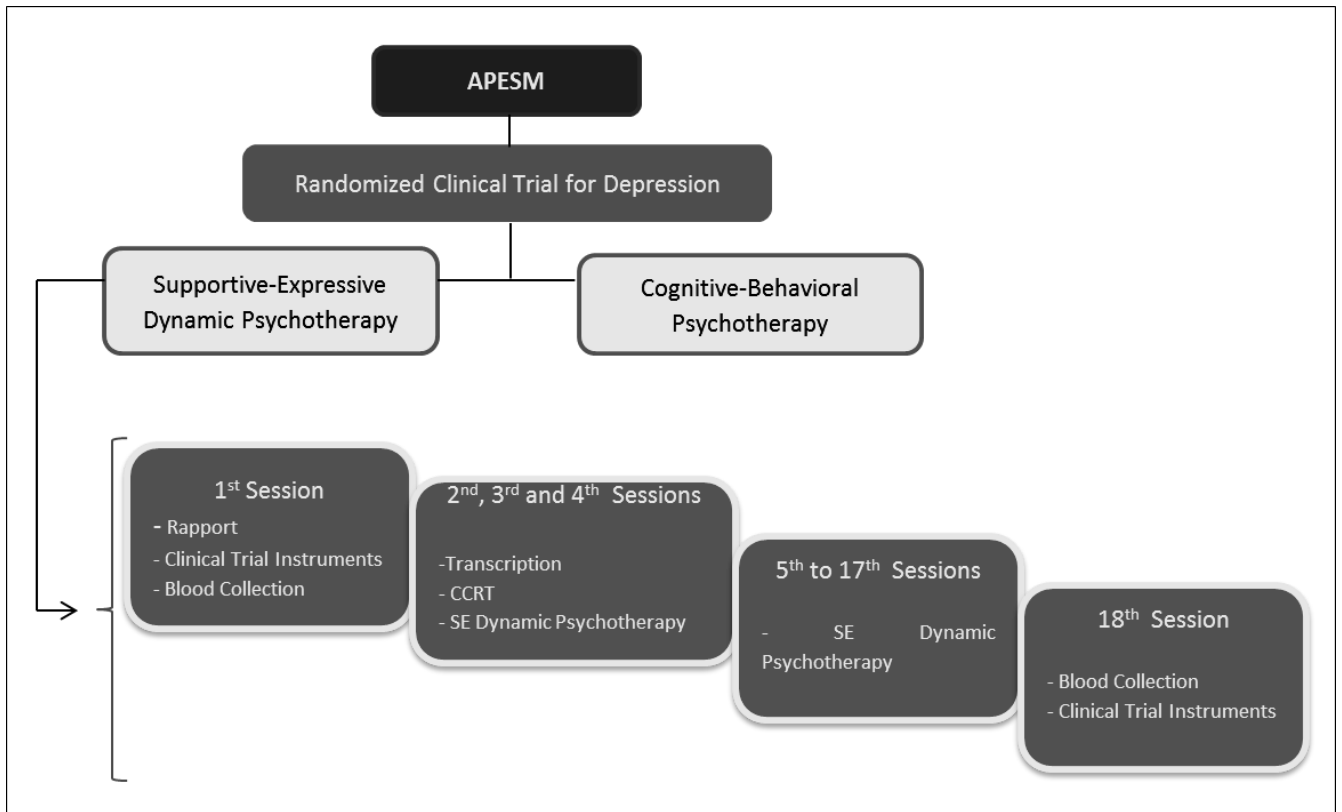 APESM
Randomized Clinical Trial for Depression
Supportive-Expressive
Dynamic Psychotherapy
Cognitive-Behavioral
Psychotherapy
1st Session
- Rapport
- Clinical Trial Instruments
- Blood Collection
2nd, 3rd and 4th Sessions
-Transcription
- CCRT
- SE Dynamic Psychotherapy
5th to 17th Sessions
- SE Dynamic
Psychotherapy
18th Session
- Blood Collection
- Clinical Trial Instruments